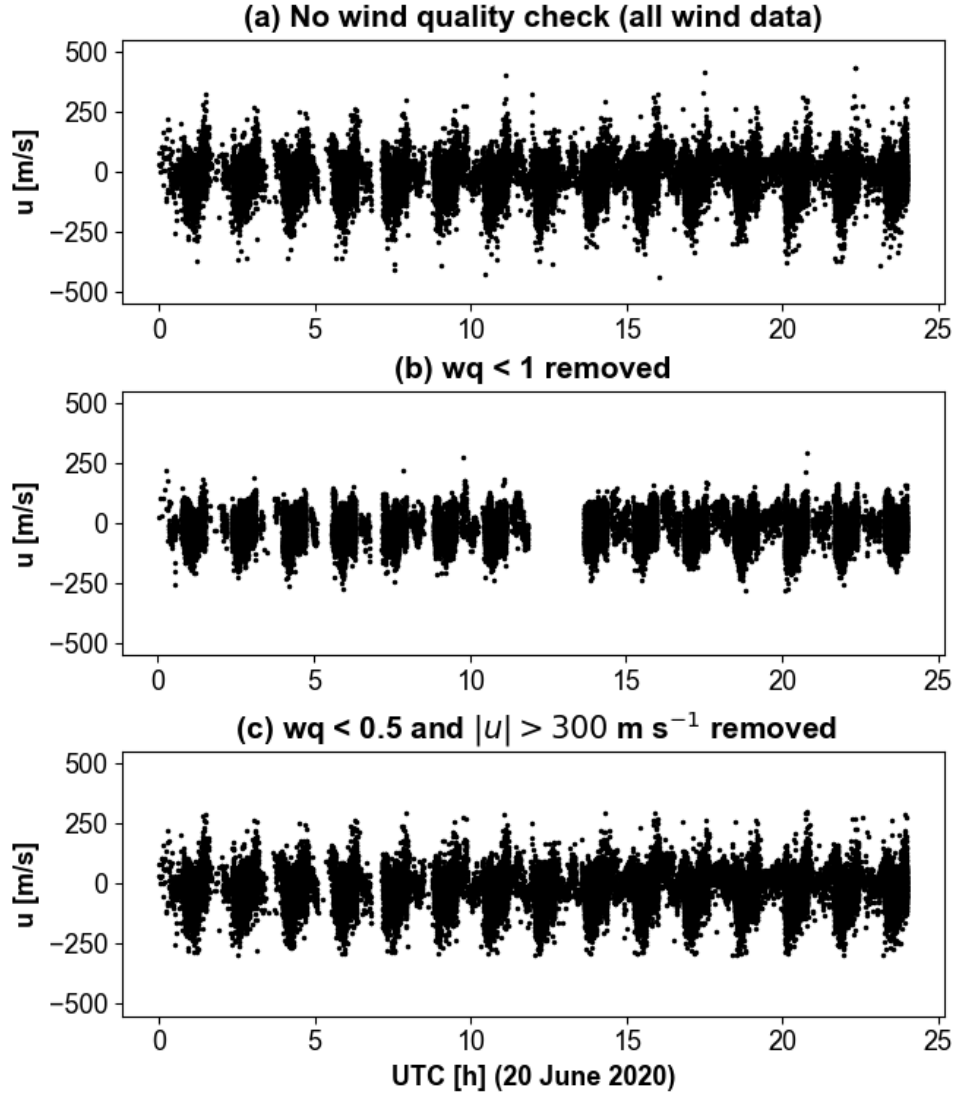 (a) No wind quality check (all wind data)
500
250
0
−250
−500
u [m/s]
0 5 10 15 20 25
(b) wq < 1 removed
500
250
0
−250
−500
u [m/s]
0 5 10 15 20 25
(c) wq < 0.5 and |u| > 300 m s⁻¹ removed
500
250
0
−250
−500
u [m/s]
0 5 10 15 20 25
UTC [h] (20 June 2020)